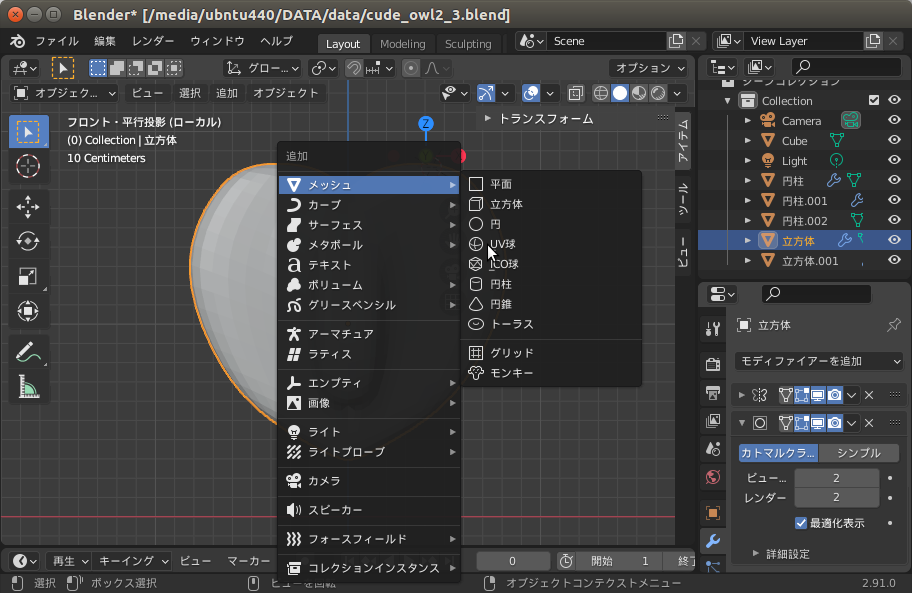 Blender* [/media/ubntu440/DATA/data/cude_owl2_3.blend]
ファイル 編集 レンダー ウィンドウ ヘルプ Layout Modeling Sculpting Scene View Layer
グロー... オプション
オブジェク... ビュー 選択 追加 オブジェクト
シーンコレクション
Collection
Camera
Cube
Light
円柱
円柱.001
円柱.002
立方体
立方体.001
フロント・平行投影 (ローカル)
(0) Collection | 立方体
10 Centimeters
Z
トランスフォーム
アイテム
ツール
ビュー
追加
メッシュ
カーブ
サーフェス
メタボール
テキスト
ボリューム
グリースペンシル
アーマチュア
ラティス
エンプティ
画像
ライト
ライトプローブ
カメラ
スピーカー
フォースフィールド
コレクションインスタンス
平面
立方体
円
UV球
ICO球
円柱
円錐
トーラス
グリッド
モンキー
立方体
モディファイアーを追加
カトマルクラ... シンプル
ビュー... 2
レンダー 2
最適化表示
詳細設定
再生 キーイング ビュー マーカー 0 開始 1 終了
選択 ボックス選択 ビューを回転 オブジェクトコンテクストメニュー 2.91.0